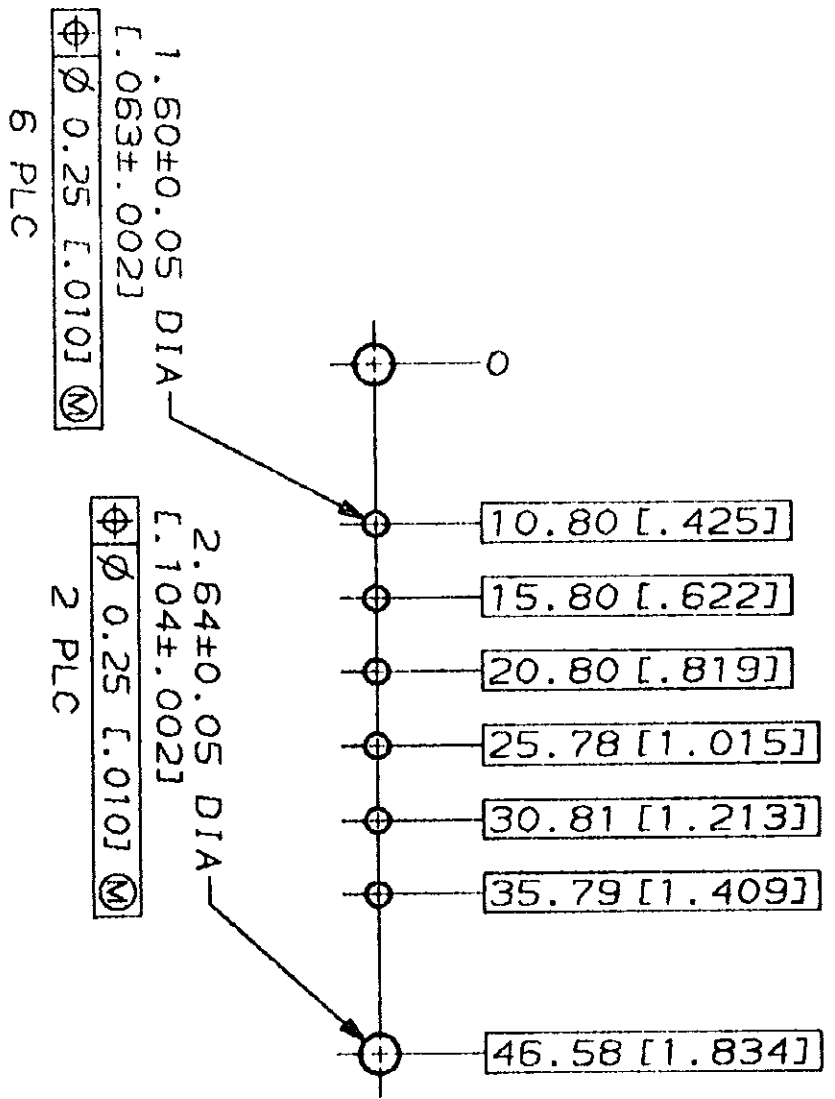 1.60±0.05 DIA
[.063±.002]
⌖ Ø 0.25 [.010] Ⓜ
6 PLC
2.64±0.05 DIA
[.104±.002]
⌖ Ø 0.25 [.010] Ⓜ
2 PLC
0
10.80 [.425]
15.80 [.622]
20.80 [.819]
25.78 [1.015]
30.81 [1.213]
35.79 [1.409]
46.58 [1.834]